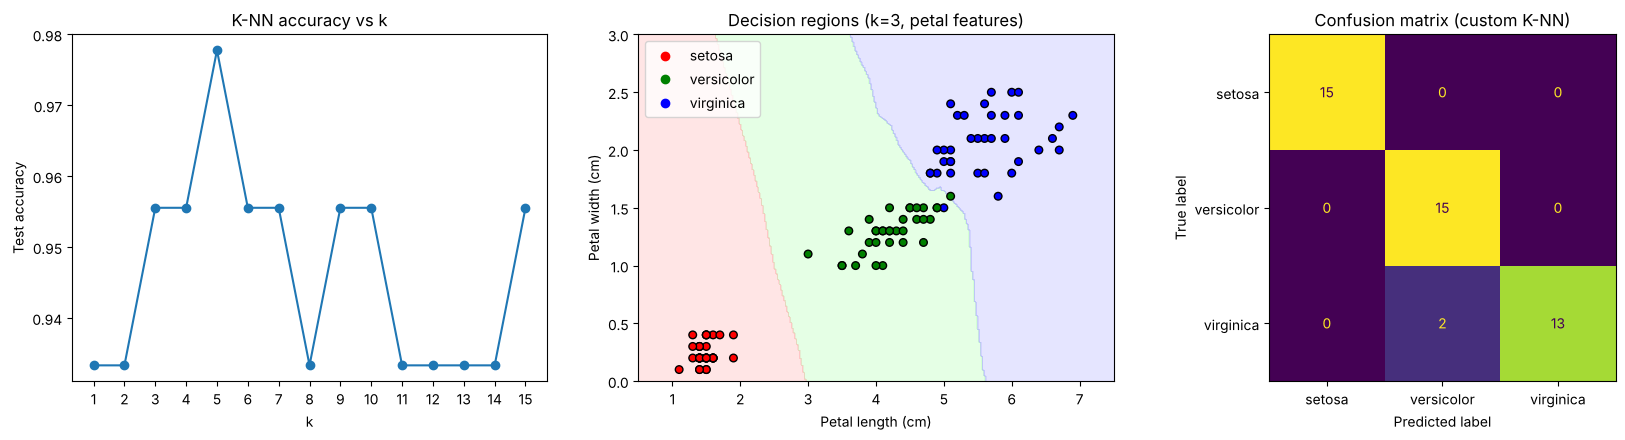 K-NN accuracy vs k
Test accuracy
0.98
0.97
0.96
0.95
0.94
1 2 3 4 5 6 7 8 9 10 11 12 13 14 15
k
Decision regions (k=3, petal features)
setosa
versicolor
virginica
Petal width (cm)
3.0
2.5
2.0
1.5
1.0
0.5
0.0
1 2 3 4 5 6 7
Petal length (cm)
Confusion matrix (custom K-NN)
True label
setosa 15 0 0
versicolor 0 15 0
virginica 0 2 13
setosa versicolor virginica
Predicted label